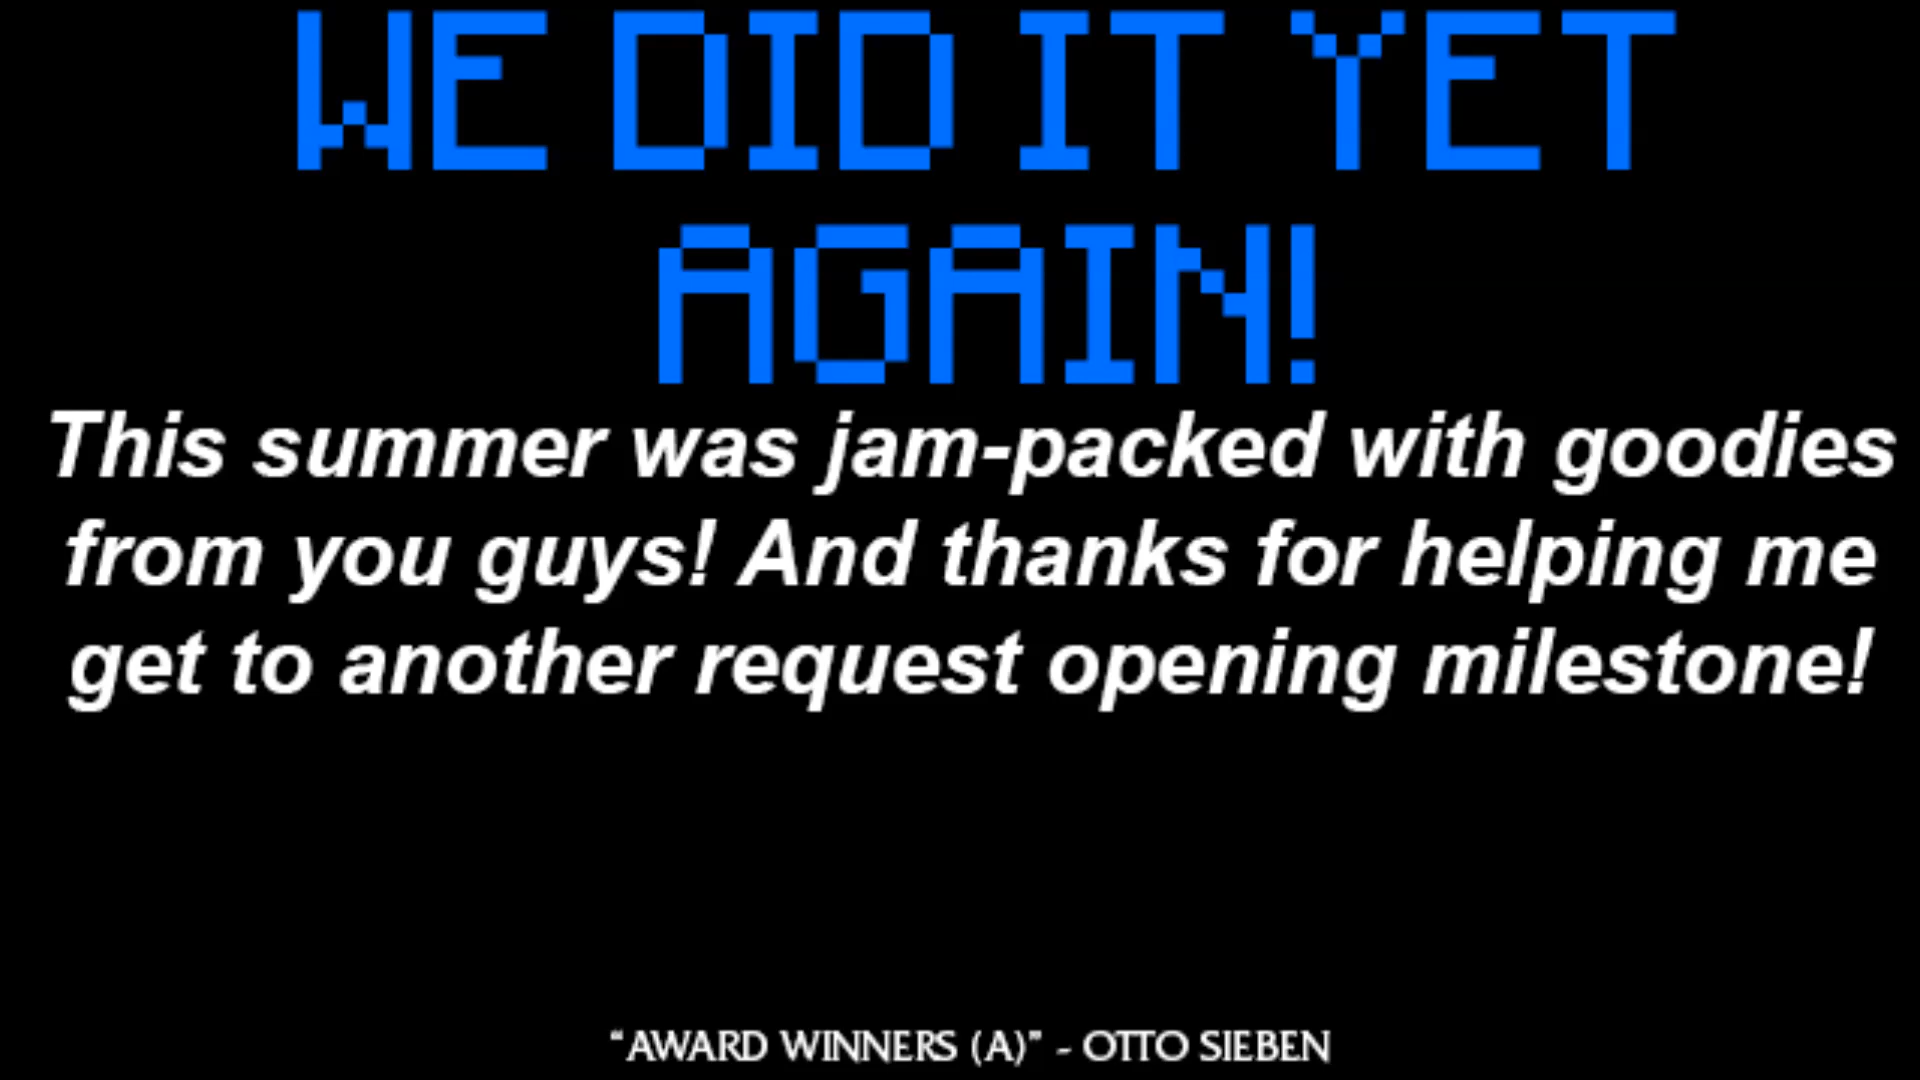 WE DID IT YET
AGAIN!
This summer was jam-packed with goodies
from you guys! And thanks for helping me
get to another request opening milestone!
“AWARD WINNERS (A)” - OTTO SIEBEN